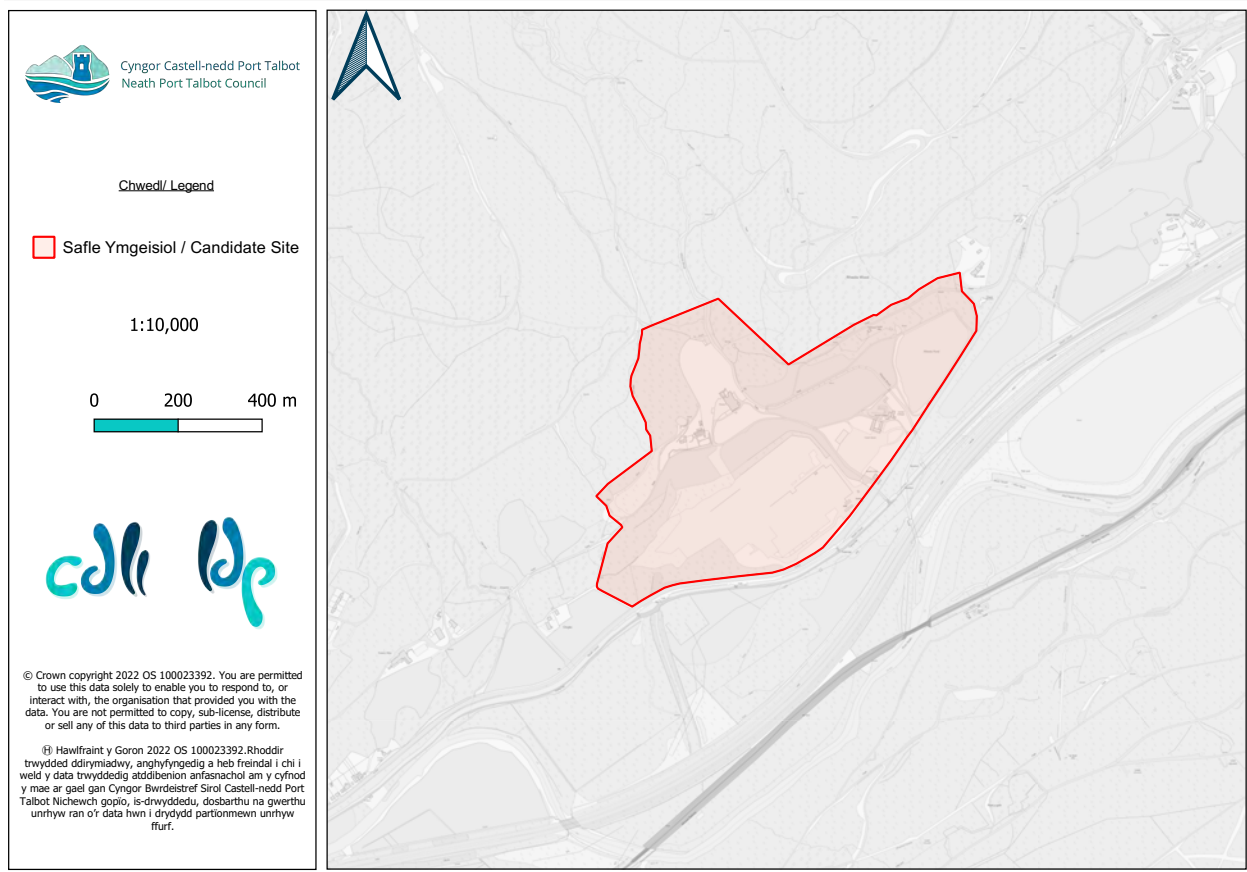 Cyngor Castell-nedd Port Talbot
Neath Port Talbot Council
Chwedl/ Legend
Safle Ymgeisiol / Candidate Site
1:10,000
0 200 400 m
cdll ldp
© Crown copyright 2022 OS 100023392. You are permitted
to use this data solely to enable you to respond to, or
interact with, the organisation that provided you with the
data. You are not permitted to copy, sub-license, distribute
or sell any of this data to third parties in any form.
Ⓗ Hawlfraint y Goron 2022 OS 100023392.Rhoddir
trwydded ddirymiadwy, anghyfyngedig a heb freindal i chi i
weld y data trwyddedig atddibenion anfasnachol am y cyfnod
y mae ar gael gan Cyngor Bwrdeistref Sirol Castell-nedd Port
Talbot Nichewch gopïo, is-drwyddedu, dosbarthu na gwerthu
unrhyw ran o'r data hwn i drydydd partïonmewn unrhyw
ffurf.